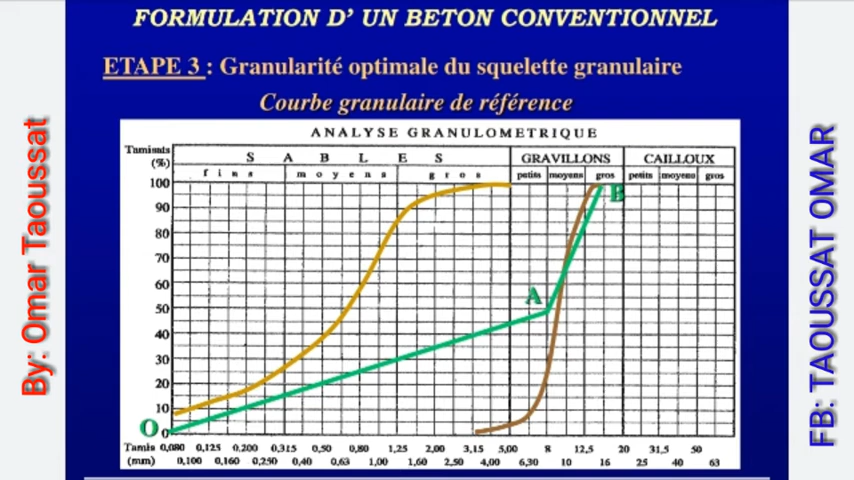 FORMULATION D' UN BETON CONVENTIONNEL
ETAPE 3 : Granularité optimale du squelette granulaire
Courbe granulaire de référence
By: Omar Taoussat
FB: TAOUSSAT OMAR
ANALYSE GRANULOMETRIQUE
Tamisats
(%)
S A B L E S GRAVILLONS CAILLOUX
fins moyens gros petits moyens gros petits moyens gros
100
90
80
70
60
50
40
30
20
10
0
O
A
B
Tamis 0,080 0,125 0,200 0,315 0,50 0,80 1,25 2,00 3,15 5,00 8 12,5 20 31,5 50
(mm) 0,100 0,160 0,250 0,40 0,63 1,00 1,60 2,50 4,00 6,30 10 16 25 40 63